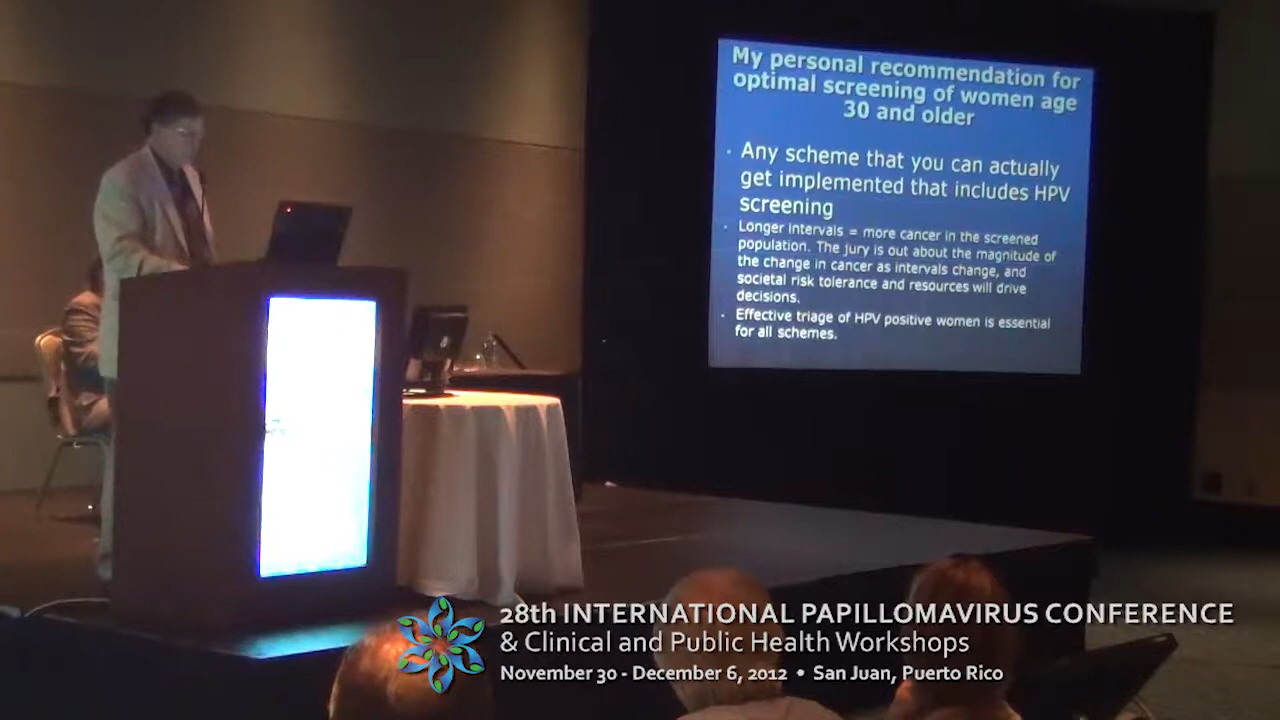 My personal recommendation for
optimal screening of women age
30 and older
· Any scheme that you can actually
get implemented that includes HPV
screening
· Longer intervals = more cancer in the screened
population. The jury is out about the magnitude of
the change in cancer as intervals change, and
societal risk tolerance and resources will drive
decisions.
· Effective triage of HPV positive women is essential
for all schemes.
28th INTERNATIONAL PAPILLOMAVIRUS CONFERENCE
& Clinical and Public Health Workshops
November 30 - December 6, 2012 • San Juan, Puerto Rico